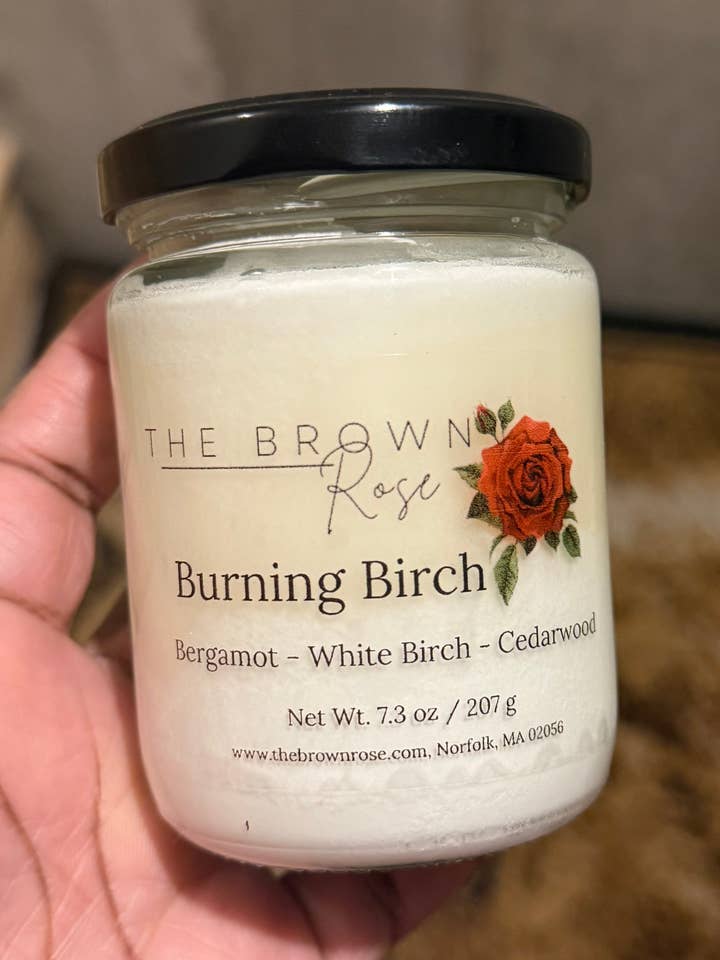 THE BROWN
Rose
Burning Birch
Bergamot - White Birch - Cedarwood
Net Wt. 7.3 oz / 207 g
www.thebrownrose.com, Norfolk, MA 02056